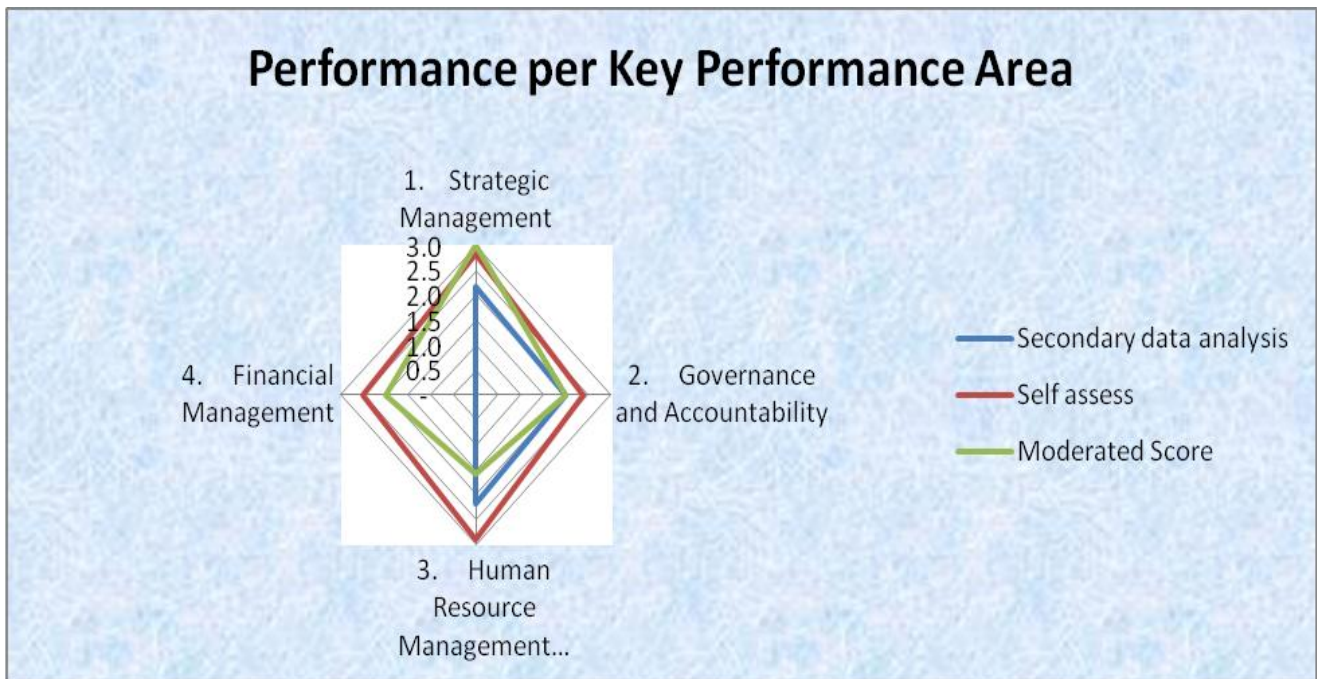 Performance per Key Performance Area
1. Strategic
Management
3.0
2.5
2.0
1.5
1.0
0.5
-
4. Financial
Management
2. Governance
and Accountability
3. Human
Resource
Management...
Secondary data analysis
Self assess
Moderated Score